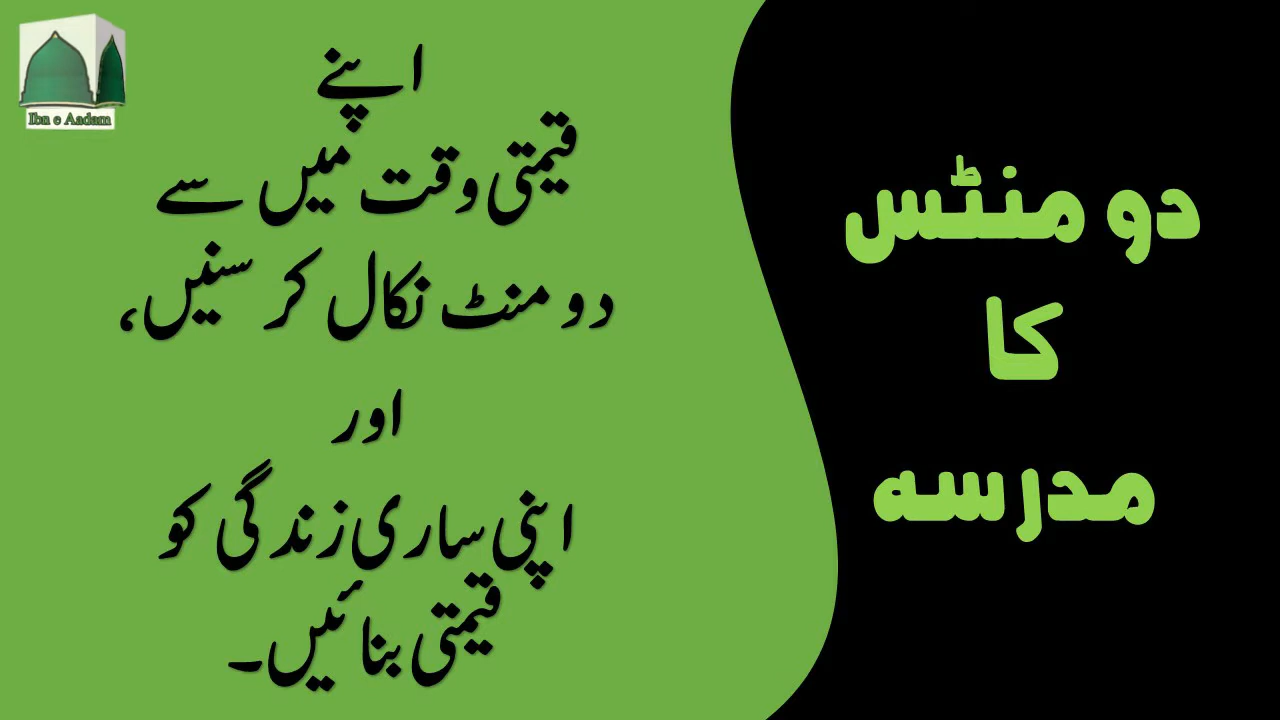 دو منٹس
کا
مدرسہ
اپنے
قیمتی وقت میں سے
دو منٹ نکال کر سنیں،
اور
اپنی ساری زندگی کو
قیمتی بنائیں۔
Ibn e Aadam